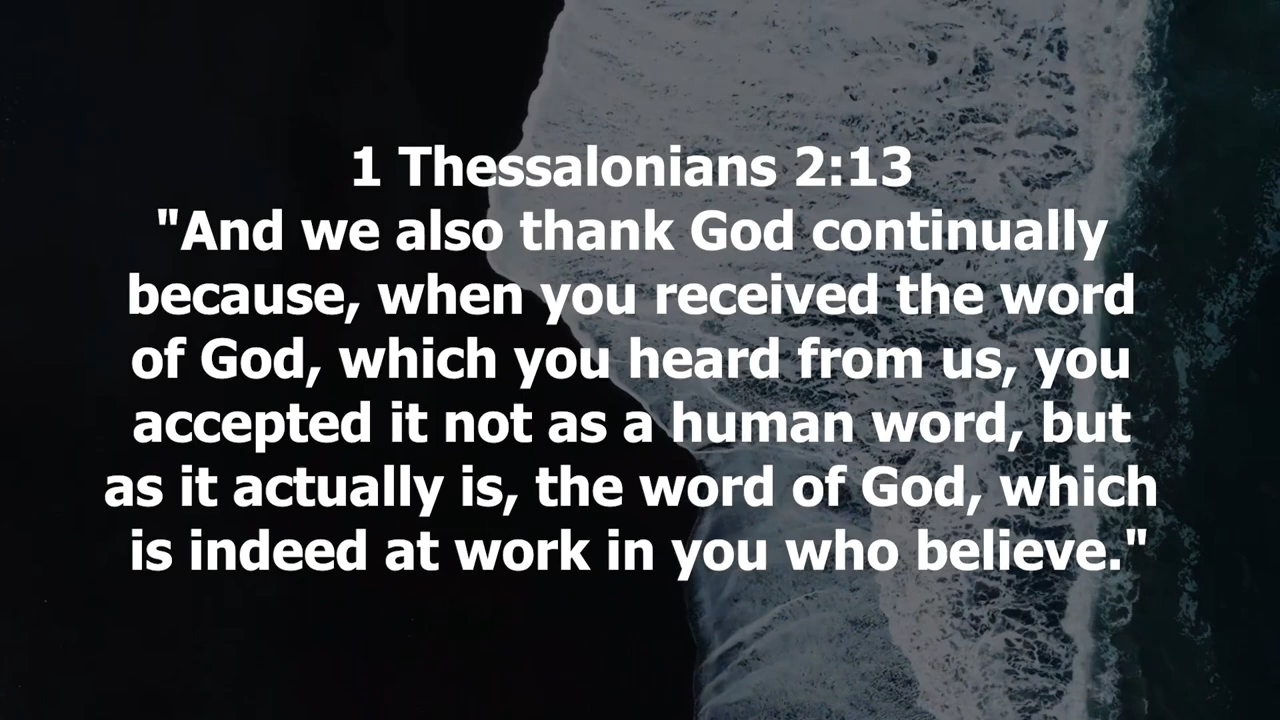 1 Thessalonians 2:13
"And we also thank God continually
because, when you received the word
of God, which you heard from us, you
accepted it not as a human word, but
as it actually is, the word of God, which
is indeed at work in you who believe."